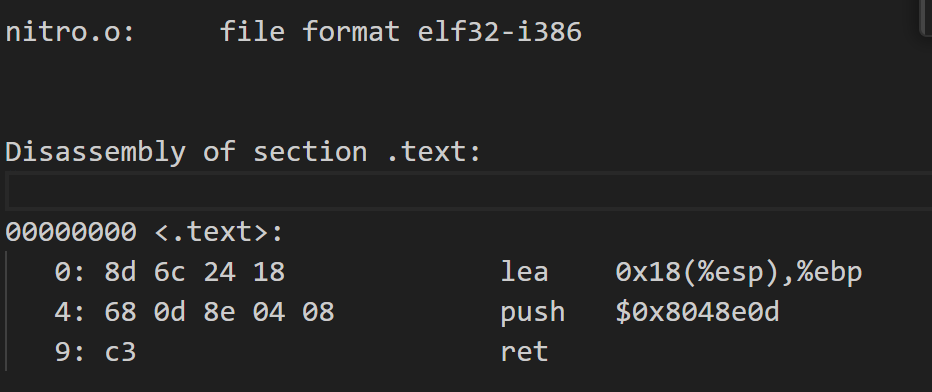 nitro.o:     file format elf32-i386
Disassembly of section .text:
00000000 <.text>:
   0: 8d 6c 24 18             lea    0x18(%esp),%ebp
   4: 68 0d 8e 04 08          push   $0x8048e0d
   9: c3                      ret